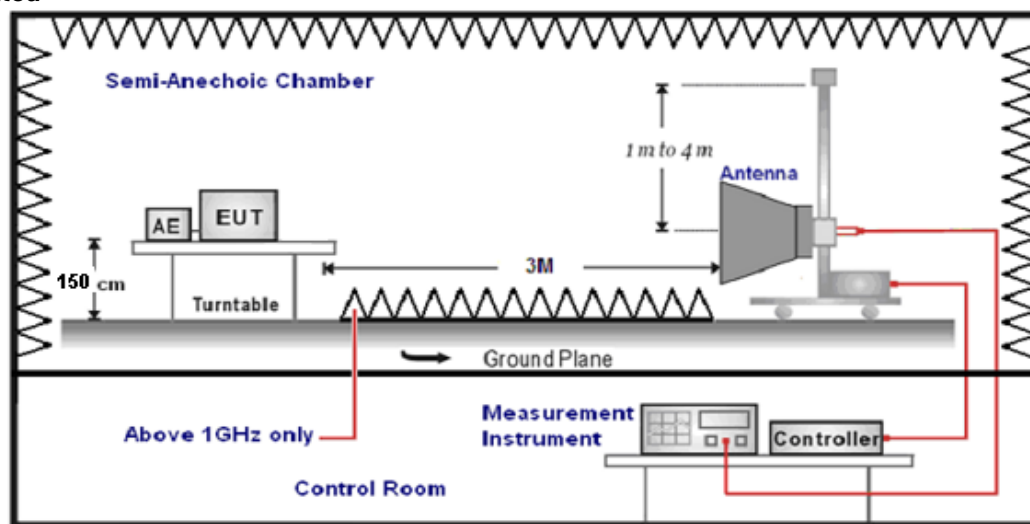 Semi-Anechoic Chamber
1 m to 4 m
Antenna
AE
EUT
150 cm
3M
Turntable
Ground Plane
Above 1GHz only
Measurement
Instrument
Controller
Control Room